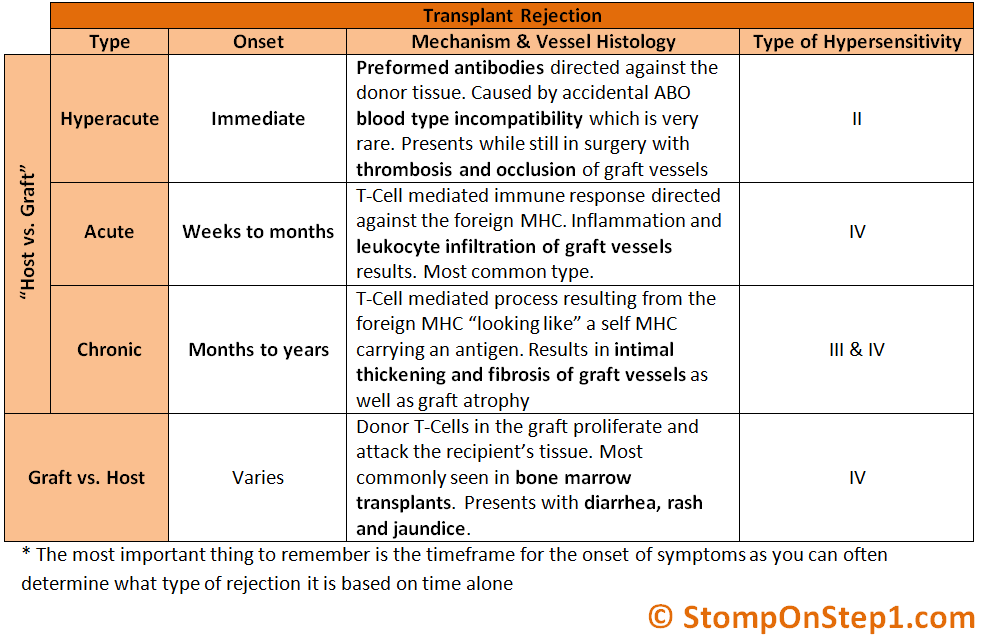 Transplant Rejection
Type
Onset
Mechanism & Vessel Histology
Type of Hypersensitivity
“Host vs. Graft”
Hyperacute
Immediate
Preformed antibodies directed against the
donor tissue. Caused by accidental ABO
blood type incompatibility which is very
rare. Presents while still in surgery with
thrombosis and occlusion of graft vessels
II
Acute
Weeks to months
T-Cell mediated immune response directed
against the foreign MHC. Inflammation and
leukocyte infiltration of graft vessels
results. Most common type.
IV
Chronic
Months to years
T-Cell mediated process resulting from the
foreign MHC “looking like” a self MHC
carrying an antigen. Results in intimal
thickening and fibrosis of graft vessels as
well as graft atrophy
III & IV
Graft vs. Host
Varies
Donor T-Cells in the graft proliferate and
attack the recipient’s tissue. Most
commonly seen in bone marrow
transplants. Presents with diarrhea, rash
and jaundice.
IV
* The most important thing to remember is the timeframe for the onset of symptoms as you can often
determine what type of rejection it is based on time alone
© StompOnStep1.com